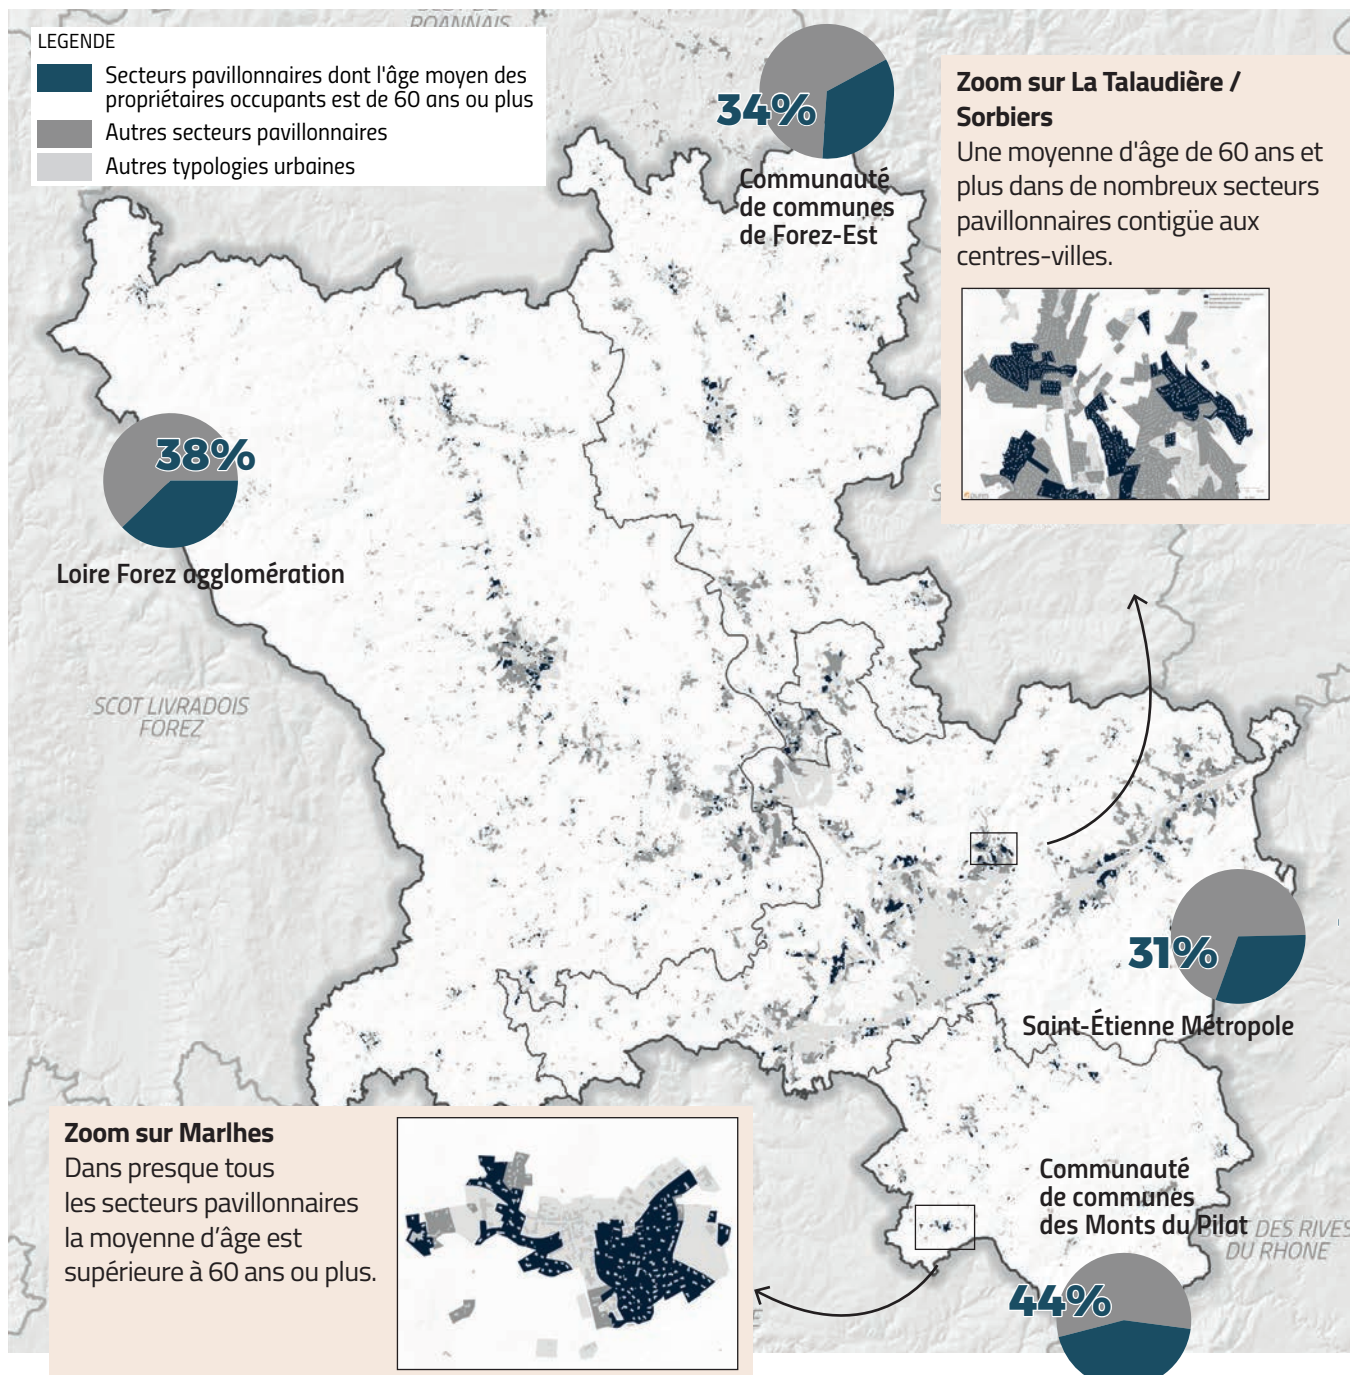 ROANNAIS
LEGENDE
Secteurs pavillonnaires dont l'âge moyen des
propriétaires occupants est de 60 ans ou plus
Autres secteurs pavillonnaires
Autres typologies urbaines
34%
Communauté
de communes
de Forez-Est
Zoom sur La Talaudière /
Sorbiers
Une moyenne d'âge de 60 ans et
plus dans de nombreux secteurs
pavillonnaires contigüe aux
centres-villes.
38%
Loire Forez agglomération
SCOT LIVRADOIS
FOREZ
31%
Saint-Étienne Métropole
Zoom sur Marlhes
Dans presque tous
les secteurs pavillonnaires
la moyenne d’âge est
supérieure à 60 ans ou plus.
Communauté
de communes
des Monts du Pilat
DES RIVES
DU RHONE
44%